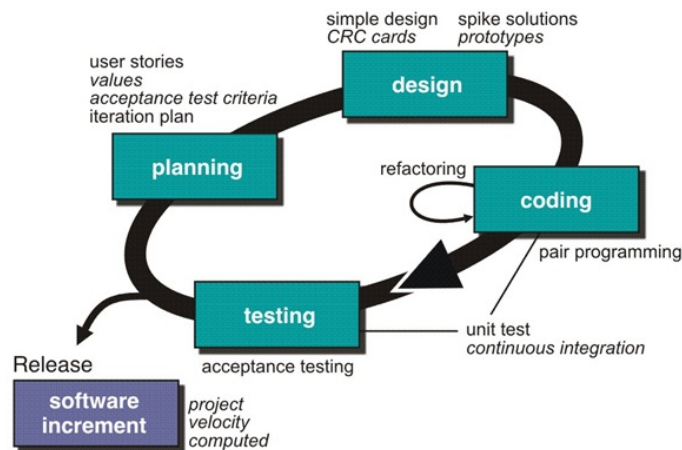 simple design
CRC cards
spike solutions
prototypes
user stories
values
acceptance test criteria
iteration plan
design
planning
refactoring
coding
pair programming
testing
unit test
continuous integration
acceptance testing
Release
software
increment
project
velocity
computed